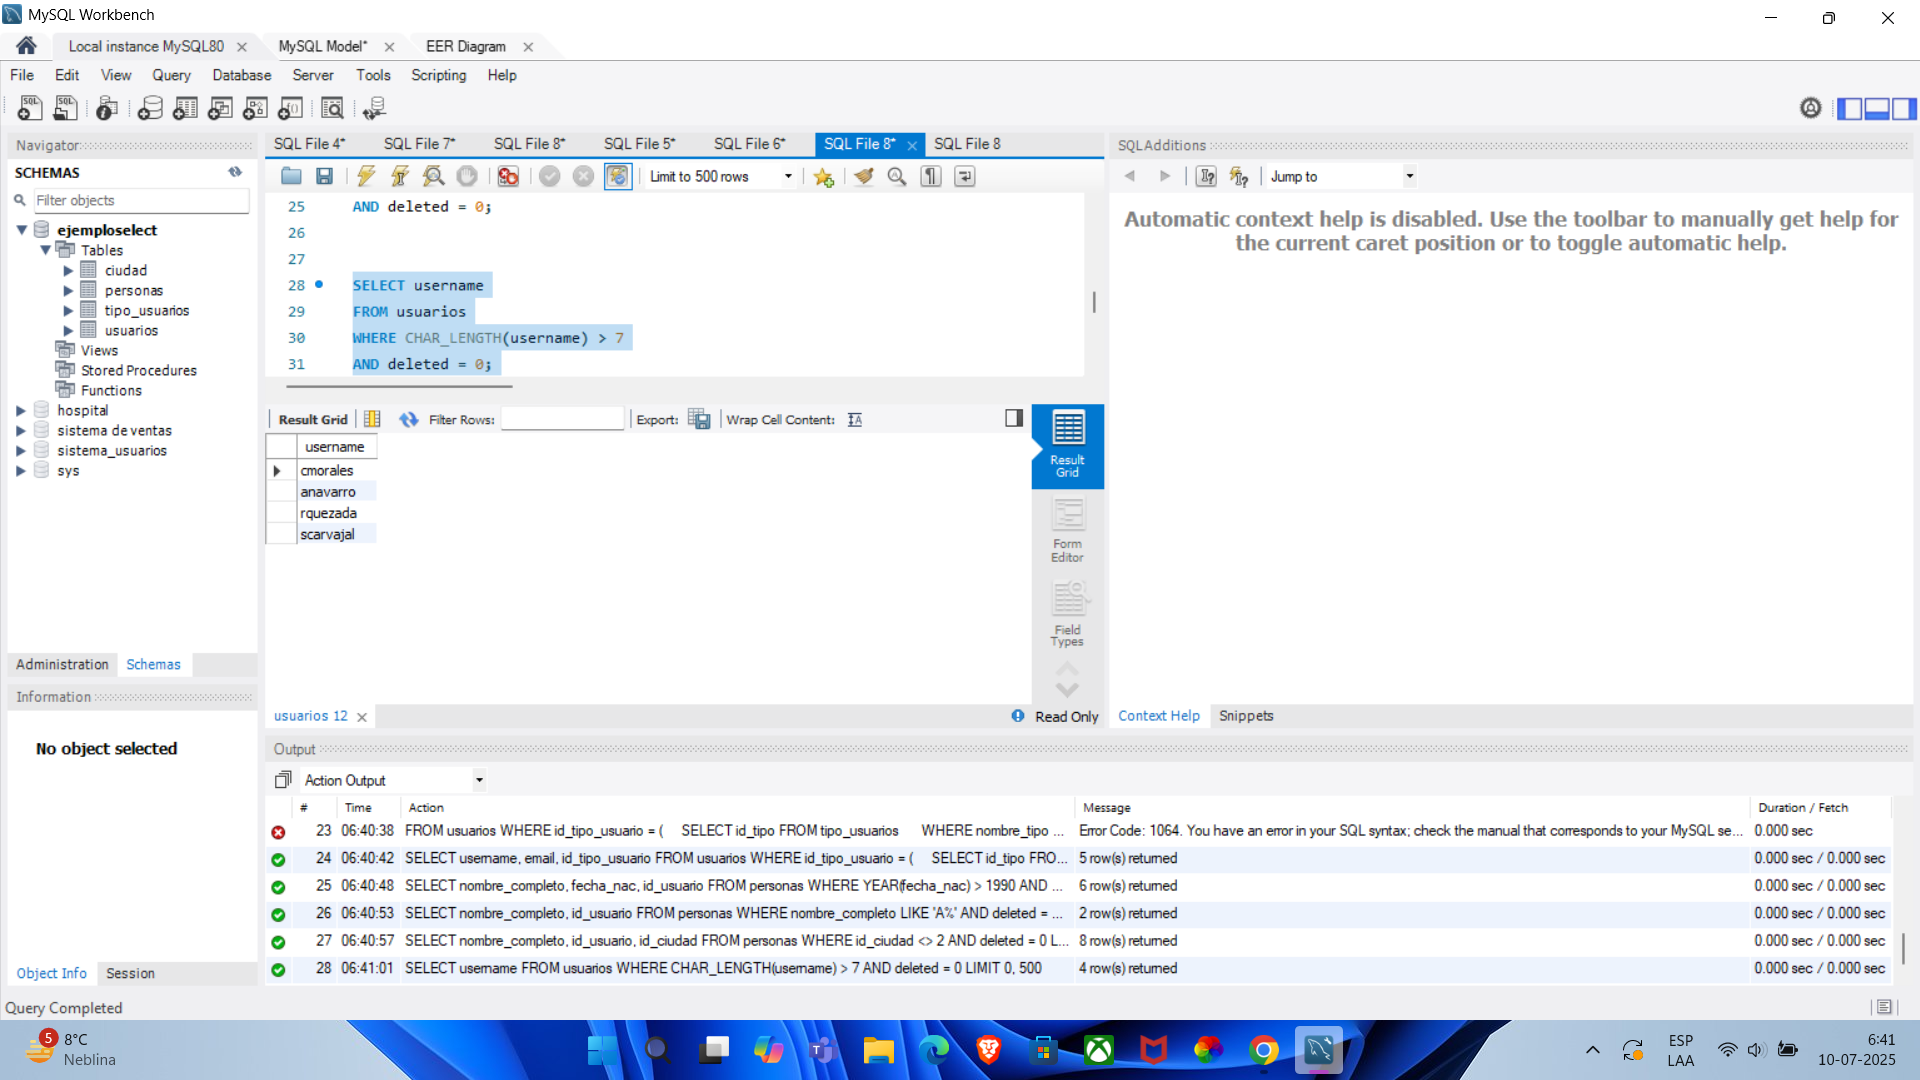 MySQL Workbench
Local instance MySQL80
MySQL Model*
EER Diagram
File Edit View Query Database Server Tools Scripting Help
Navigator
SCHEMAS
Filter objects
ejemploselect
Tables
ciudad
personas
tipo_usuarios
usuarios
Views
Stored Procedures
Functions
hospital
sistema de ventas
sistema_usuarios
sys
Administration Schemas
Information
No object selected
Object Info Session
Query Completed
SQL File 4* SQL File 7* SQL File 8* SQL File 5* SQL File 6* SQL File 8* SQL File 8
Limit to 500 rows
25 AND deleted = 0;
26
27
28 SELECT username
29 FROM usuarios
30 WHERE CHAR_LENGTH(username) > 7
31 AND deleted = 0;
Result Grid Filter Rows: Export: Wrap Cell Content:
username
cmorales
anavarro
rquezada
scarvajal
Result Grid
Form Editor
Field Types
usuarios 12
Read Only
SQLAdditions
Jump to
Automatic context help is disabled. Use the toolbar to manually get help for
the current caret position or to toggle automatic help.
Context Help Snippets
Output
Action Output
# Time Action Message Duration / Fetch
23 06:40:38 FROM usuarios WHERE id_tipo_usuario = ( SELECT id_tipo FROM tipo_usuarios WHERE nombre_tipo ... Error Code: 1064. You have an error in your SQL syntax; check the manual that corresponds to your MySQL se... 0.000 sec
24 06:40:42 SELECT username, email, id_tipo_usuario FROM usuarios WHERE id_tipo_usuario = ( SELECT id_tipo FRO... 5 row(s) returned 0.000 sec / 0.000 sec
25 06:40:48 SELECT nombre_completo, fecha_nac, id_usuario FROM personas WHERE YEAR(fecha_nac) > 1990 AND ... 6 row(s) returned 0.000 sec / 0.000 sec
26 06:40:53 SELECT nombre_completo, id_usuario FROM personas WHERE nombre_completo LIKE 'A%' AND deleted = ... 2 row(s) returned 0.000 sec / 0.000 sec
27 06:40:57 SELECT nombre_completo, id_usuario, id_ciudad FROM personas WHERE id_ciudad <> 2 AND deleted = 0 L... 8 row(s) returned 0.000 sec / 0.000 sec
28 06:41:01 SELECT username FROM usuarios WHERE CHAR_LENGTH(username) > 7 AND deleted = 0 LIMIT 0, 500 4 row(s) returned 0.000 sec / 0.000 sec
5
8°C
Neblina
ESP
LAA
6:41
10-07-2025